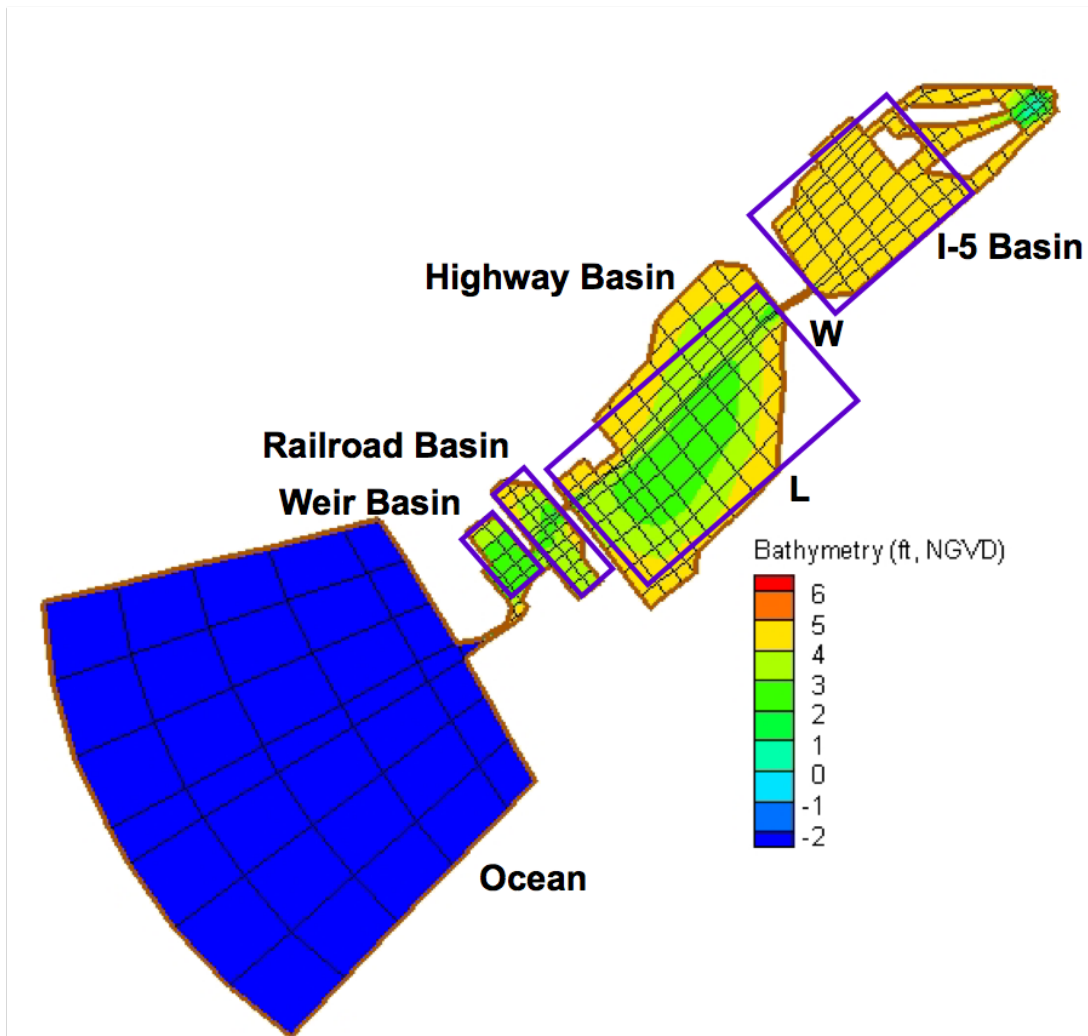 I-5 Basin
Highway Basin
W
Railroad Basin
Weir Basin
L
Bathymetry (ft, NGVD)
6
5
4
3
2
1
0
-1
-2
Ocean